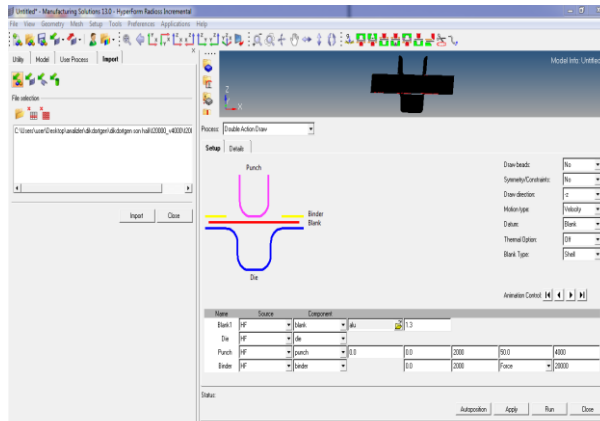 Untitled* - Manufacturing Solutions 13.0 - HyperForm Radioss Incremental
File View Geometry Mesh Setup Tools Preferences Applications Help
Utility Model User Process Import
Model Info: Untitled
File selection
Process: Double Action Draw
Setup Details
Punch
Binder
Blank
Die
Draw beads: No
Symmetry/Constraints: No
Draw direction: -z
Motion type: Velocity
Datum: Blank
Thermal Option: Off
Blank Type: Shell
Import Close
Animation Control:
Name Source Component
Blank1 HF blank alu 1.3
Die HF die
Punch HF punch 0.0 0.0 2000 50.0 4000
Binder HF binder 0.0 2000 Force 20000
Status:
Autoposition Apply Run Close